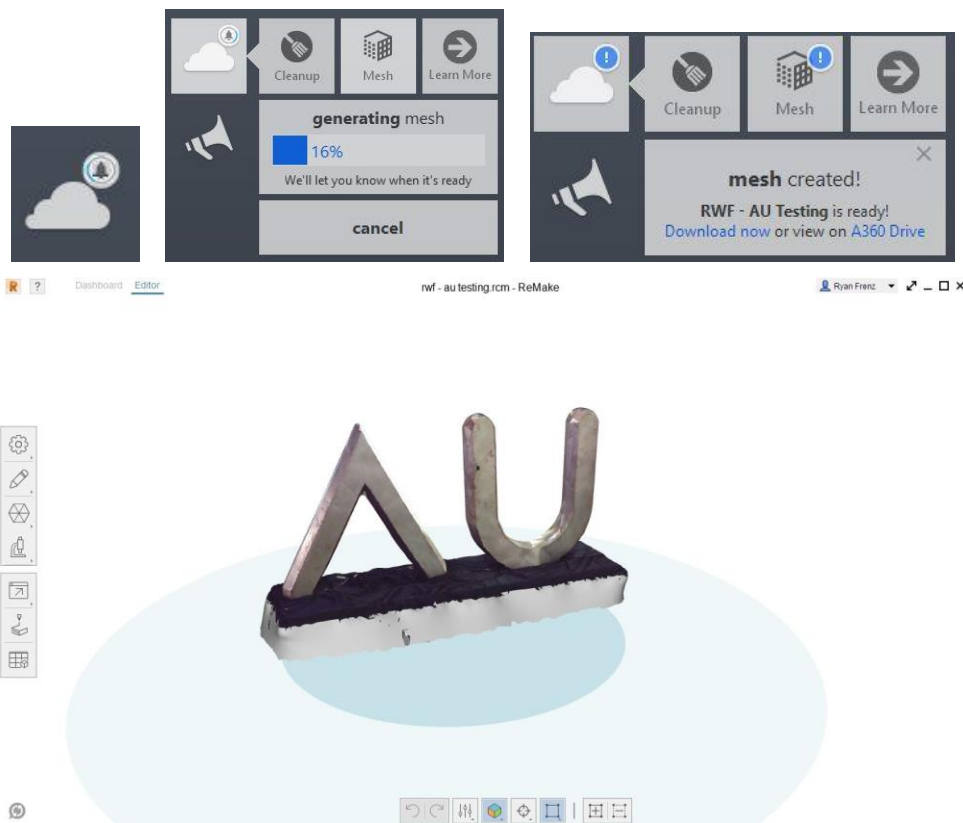 Cleanup
Mesh
Learn More
generating mesh
16%
We'll let you know when it's ready
cancel
Cleanup
Mesh
Learn More
mesh created!
RWF - AU Testing is ready!
Download now or view on A360 Drive
R ? Dashboard Editor rwf - au testing.rcm - ReMake Ryan Frenz
AU